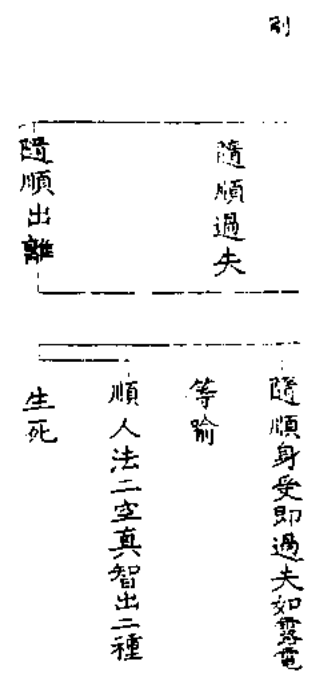 別
隨順過失
隨順出離
隨順身受即過失如露電
等喻
順人法二空真智出二種
生死